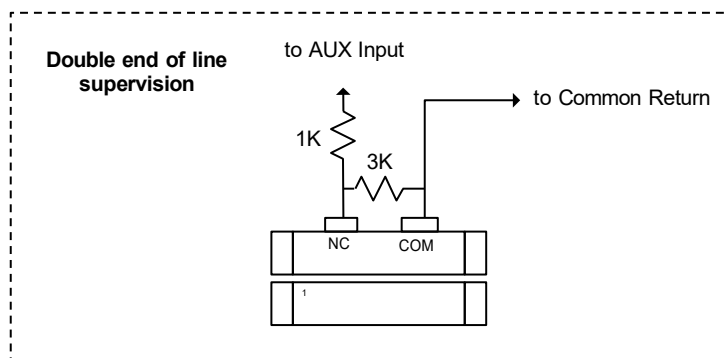 Double end of line
supervision
to AUX Input
to Common Return
1K
3K
NC
COM
1